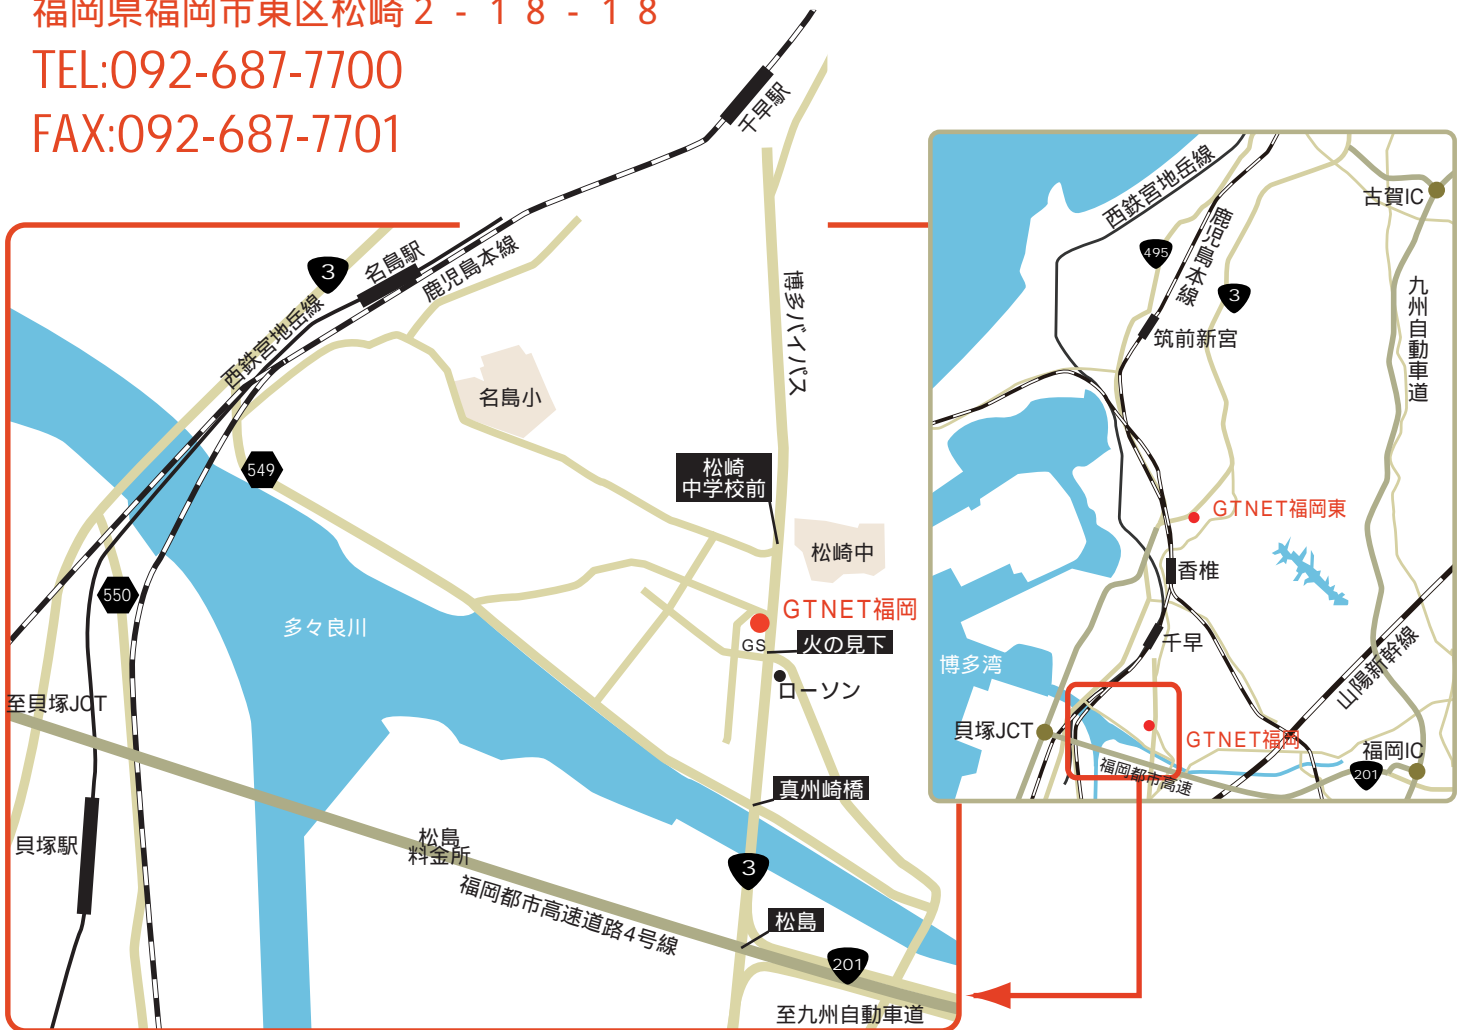 福岡県福岡市東区松崎２-１８-１８
TEL:092-687-7700
FAX:092-687-7701
千早駅
名島駅
3
鹿児島本線
西鉄宮地岳線
博多バイパス
名島小
549
松崎
中学校前
松崎中
550
多々良川
GTNET福岡
GS
火の見下
ローソン
至貝塚JCT
真州崎橋
貝塚駅
松島
料金所
3
福岡都市高速道路4号線
松島
201
至九州自動車道
西鉄宮地岳線
古賀IC
495
鹿児島本線
3
九州自動車道
筑前新宮
GTNET福岡東
香椎
千早
博多湾
山陽新幹線
貝塚JCT
GTNET福岡
福岡IC
福岡都市高速
201